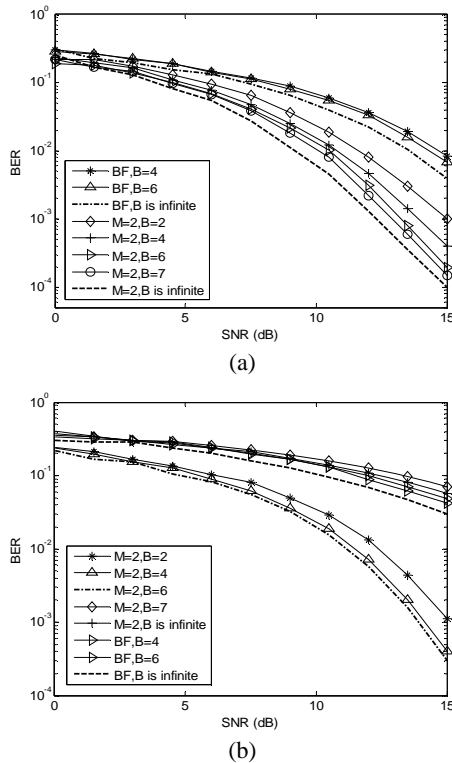 10^0
10^-1
10^-2
10^-3
10^-4
BER
BF,B=4
BF,B=6
BF,B is infinite
M=2,B=2
M=2,B=4
M=2,B=6
M=2,B=7
M=2,B is infinite
0 5 10 15
SNR (dB)
(a)
10^0
10^-1
10^-2
10^-3
10^-4
BER
M=2,B=2
M=2,B=4
M=2,B=6
M=2,B=7
M=2,B is infinite
BF,B=4
BF,B=6
BF,B is infinite
0 5 10 15
SNR (dB)
(b)